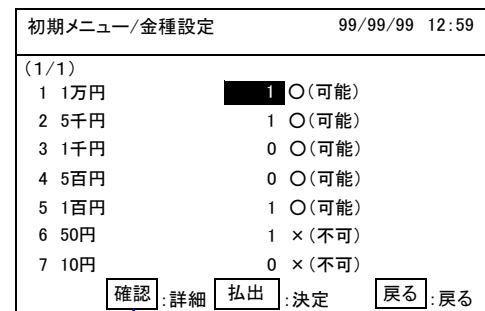 初期メニュー/金種設定 99/99/99 12:59
(1/1)
1 1万円 1 〇(可能)
2 5千円 1 〇(可能)
3 1千円 0 〇(可能)
4 5百円 0 〇(可能)
5 1百円 1 〇(可能)
6 50円 1 ×(不可)
7 10円 0 ×(不可)
確認:詳細 払出:決定 戻る:戻る